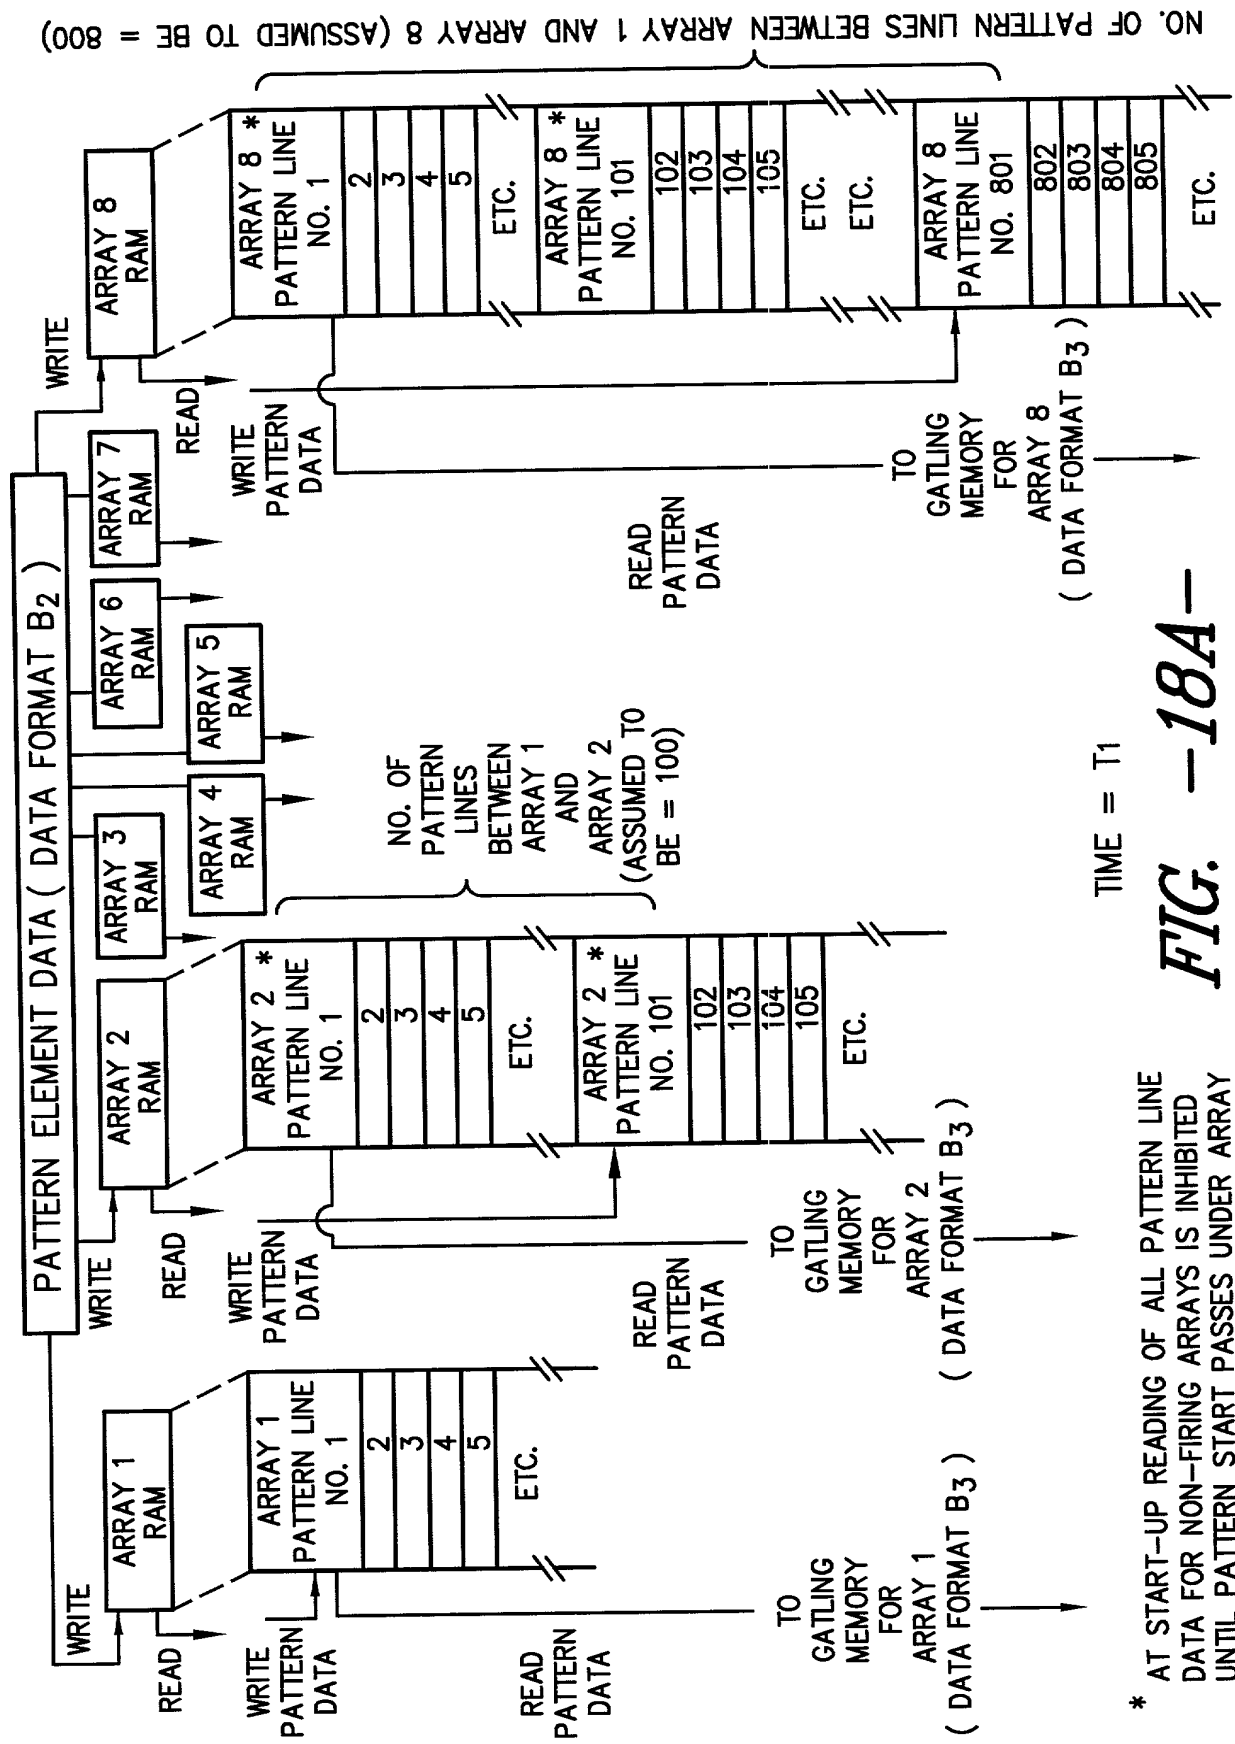 PATTERN ELEMENT DATA ( DATA FORMAT B2 )
WRITE
ARRAY 1
RAM
READ
WRITE
PATTERN
DATA
ARRAY 1
PATTERN LINE
NO. 1
2
3
4
5
ETC.
READ
PATTERN
DATA
TO
GATLING
MEMORY
FOR
ARRAY 1
( DATA FORMAT B3 )
WRITE
ARRAY 2
RAM
READ
WRITE
PATTERN
DATA
ARRAY 2 *
PATTERN LINE
NO. 1
2
3
4
5
ETC.
ARRAY 2 *
PATTERN LINE
NO. 101
102
103
104
105
ETC.
READ
PATTERN
DATA
TO
GATLING
MEMORY
FOR
ARRAY 2
( DATA FORMAT B3 )
NO. OF
PATTERN
LINES
BETWEEN
ARRAY 1
AND
ARRAY 2
(ASSUMED TO
BE = 100)
ARRAY 3
RAM
ARRAY 4
RAM
ARRAY 5
RAM
ARRAY 6
RAM
ARRAY 7
RAM
WRITE
ARRAY 8
RAM
READ
WRITE
PATTERN
DATA
ARRAY 8 *
PATTERN LINE
NO. 1
2
3
4
5
ETC.
ARRAY 8 *
PATTERN LINE
NO. 101
102
103
104
105
ETC.
ETC.
ARRAY 8
PATTERN LINE
NO. 801
802
803
804
805
ETC.
READ
PATTERN
DATA
TO
GATLING
MEMORY
FOR
ARRAY 8
( DATA FORMAT B3 )
NO. OF PATTERN LINES BETWEEN ARRAY 1 AND ARRAY 8 (ASSUMED TO BE = 800)
TIME = T1
* AT START-UP READING OF ALL PATTERN LINE
DATA FOR NON-FIRING ARRAYS IS INHIBITED
UNTIL PATTERN START PASSES UNDER ARRAY
FIG. -18A-